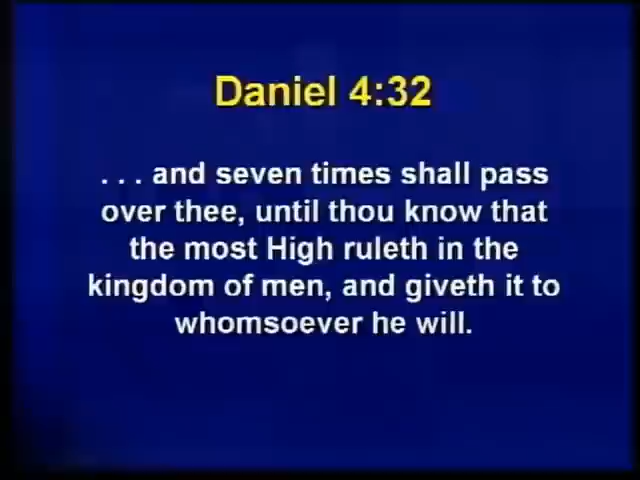 Daniel 4:32
. . . and seven times shall pass
over thee, until thou know that
the most High ruleth in the
kingdom of men, and giveth it to
whomsoever he will.